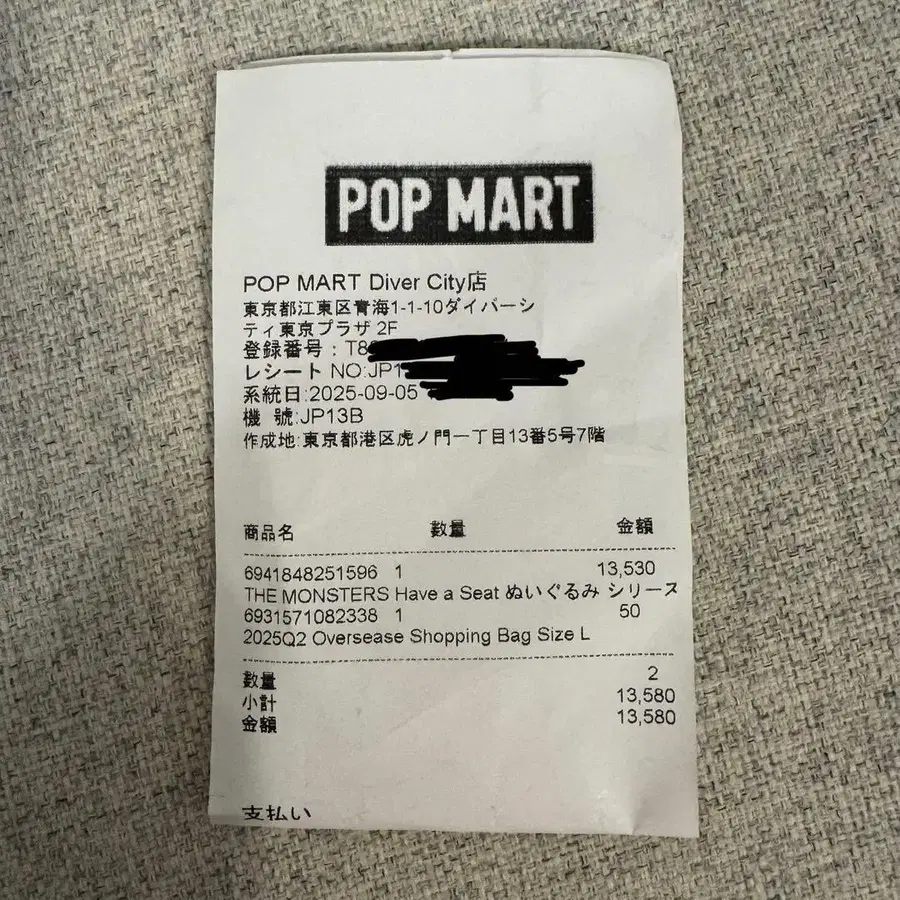 POP MART
POP MART Diver City店
東京都江東区青海1-1-10ダイバーシ
ティ東京プラザ 2F
登録番号：T8
レシート NO:JP1
系統日:2025-09-05
機 號:JP13B
作成地:東京都港区虎ノ門一丁目13番5号7階
商品名 数量 金額
6941848251596 1 13,530
THE MONSTERS Have a Seat ぬいぐるみ シリーズ
6931571082338 1 50
2025Q2 Oversease Shopping Bag Size L
数量 2
小計 13,580
金額 13,580
支払い